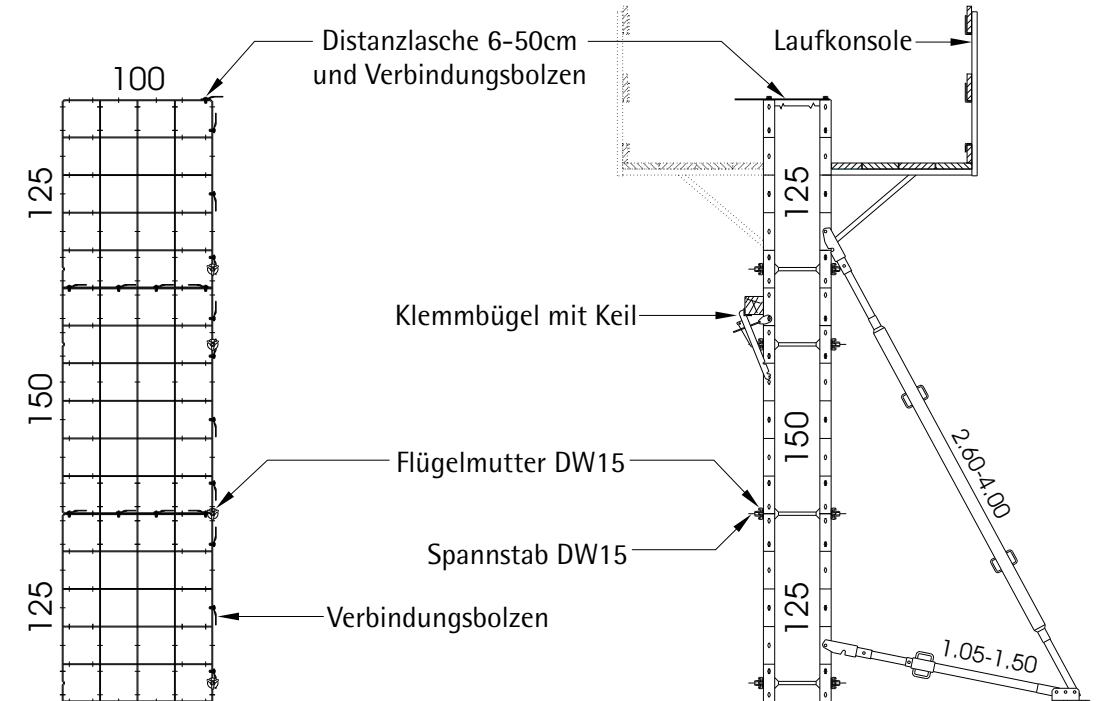 Distanzlasche 6-50cm
und Verbindungsbolzen
Laufkonsole
100
125
125
Klemmbügel mit Keil
150
150
2.60-4.00
Flügelmutter DW15
Spannstab DW15
125
125
Verbindungsbolzen
1.05-1.50